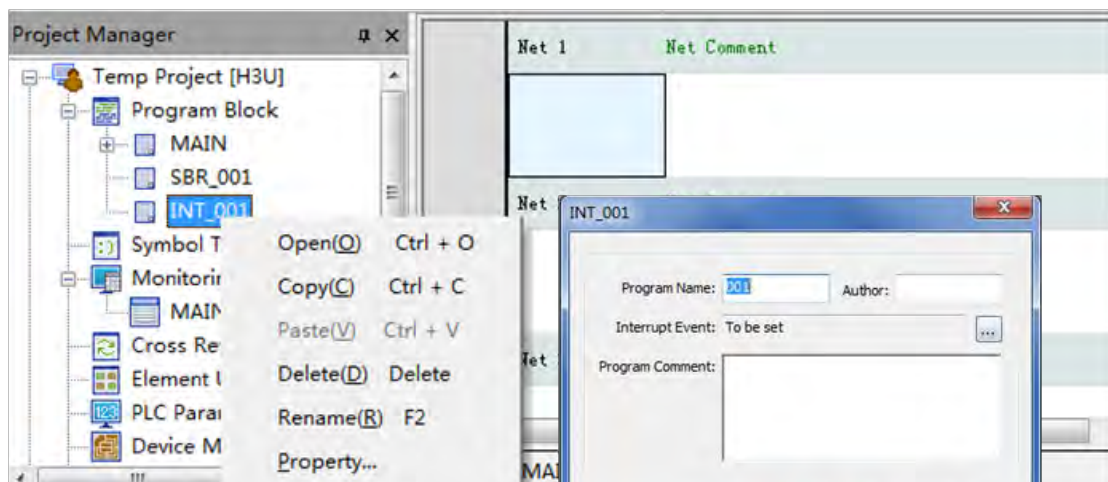 Project Manager
Temp Project [H3U]
Program Block
MAIN
SBR_001
INT_001
Symbol T
Monitorin
MAIN
Cross Re
Element
PLC Para
Device M
Open(O) Ctrl + O
Copy(C) Ctrl + C
Paste(V) Ctrl + V
Delete(D) Delete
Rename(R) F2
Property...
Net 1 Net Comment
Net
Net
MAI
INT_001
Program Name: 001 Author:
Interrupt Event: To be set ...
Program Comment: